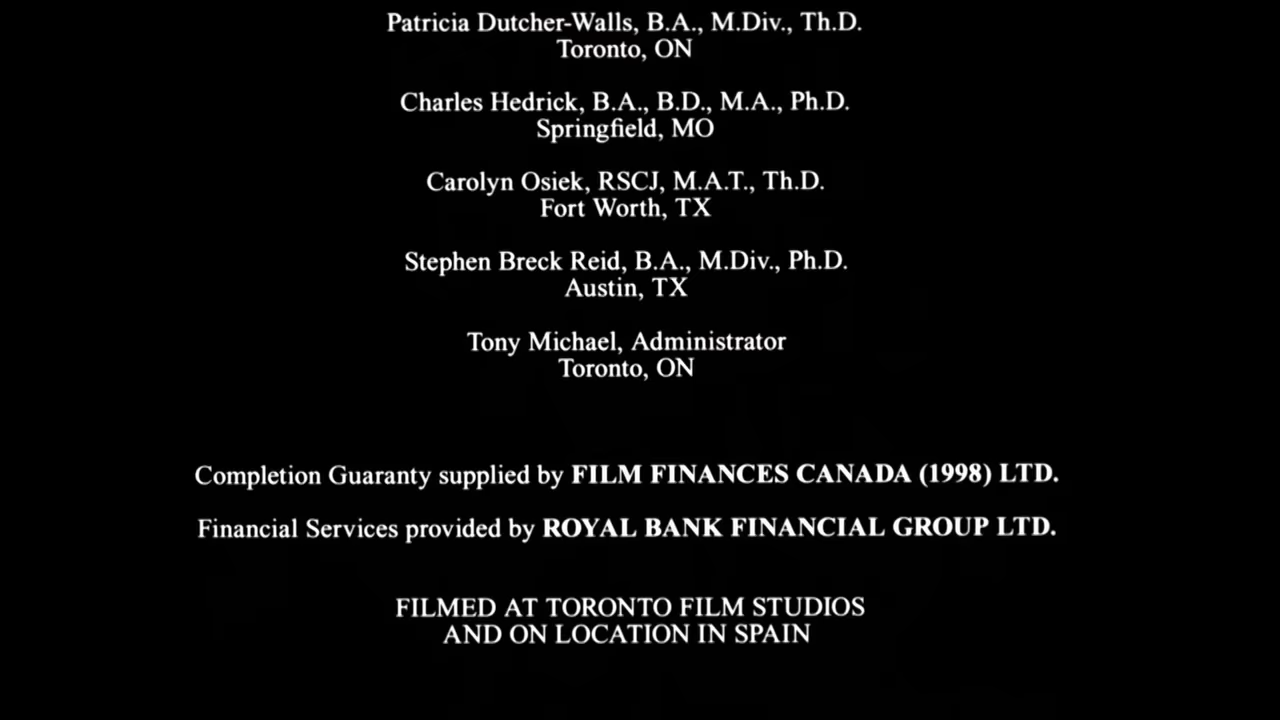 Patricia Dutcher-Walls, B.A., M.Div., Th.D.
Toronto, ON
Charles Hedrick, B.A., B.D., M.A., Ph.D.
Springfield, MO
Carolyn Osiek, RSCJ, M.A.T., Th.D.
Fort Worth, TX
Stephen Breck Reid, B.A., M.Div., Ph.D.
Austin, TX
Tony Michael, Administrator
Toronto, ON
Completion Guaranty supplied by FILM FINANCES CANADA (1998) LTD.
Financial Services provided by ROYAL BANK FINANCIAL GROUP LTD.
FILMED AT TORONTO FILM STUDIOS
AND ON LOCATION IN SPAIN